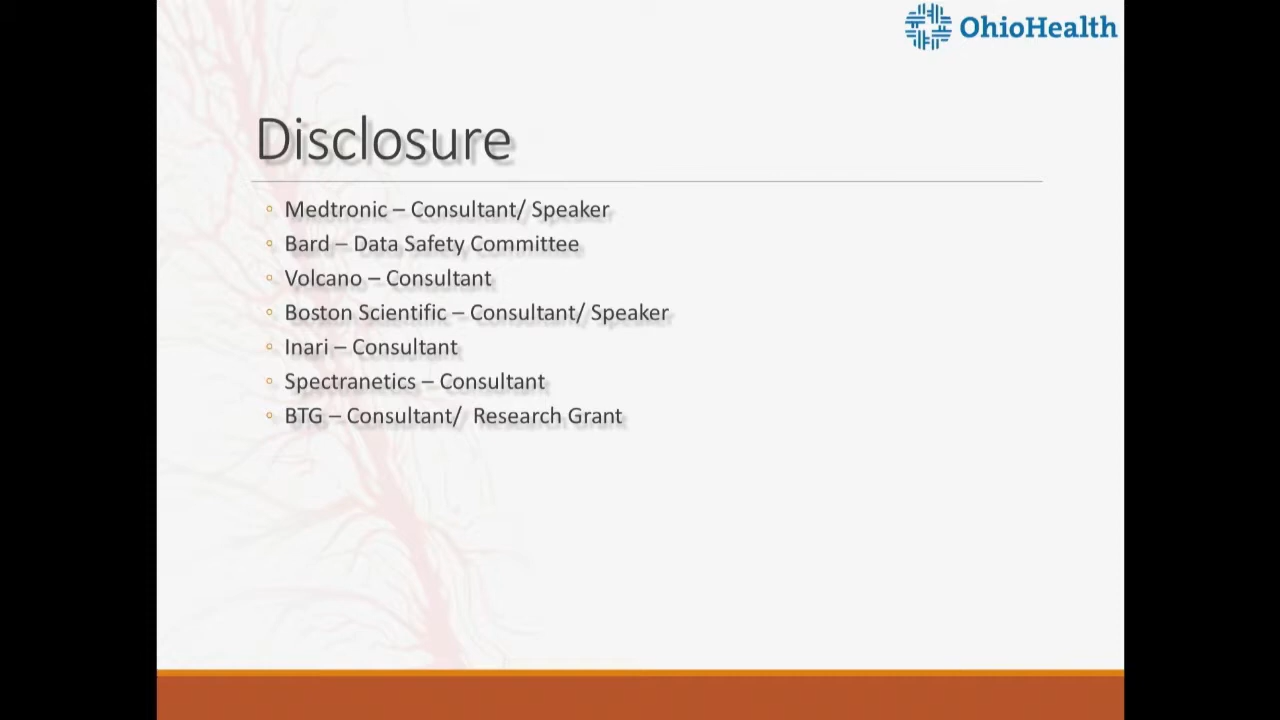 OhioHealth
Disclosure
◦ Medtronic – Consultant/ Speaker
◦ Bard – Data Safety Committee
◦ Volcano – Consultant
◦ Boston Scientific – Consultant/ Speaker
◦ Inari – Consultant
◦ Spectranetics – Consultant
◦ BTG – Consultant/  Research Grant